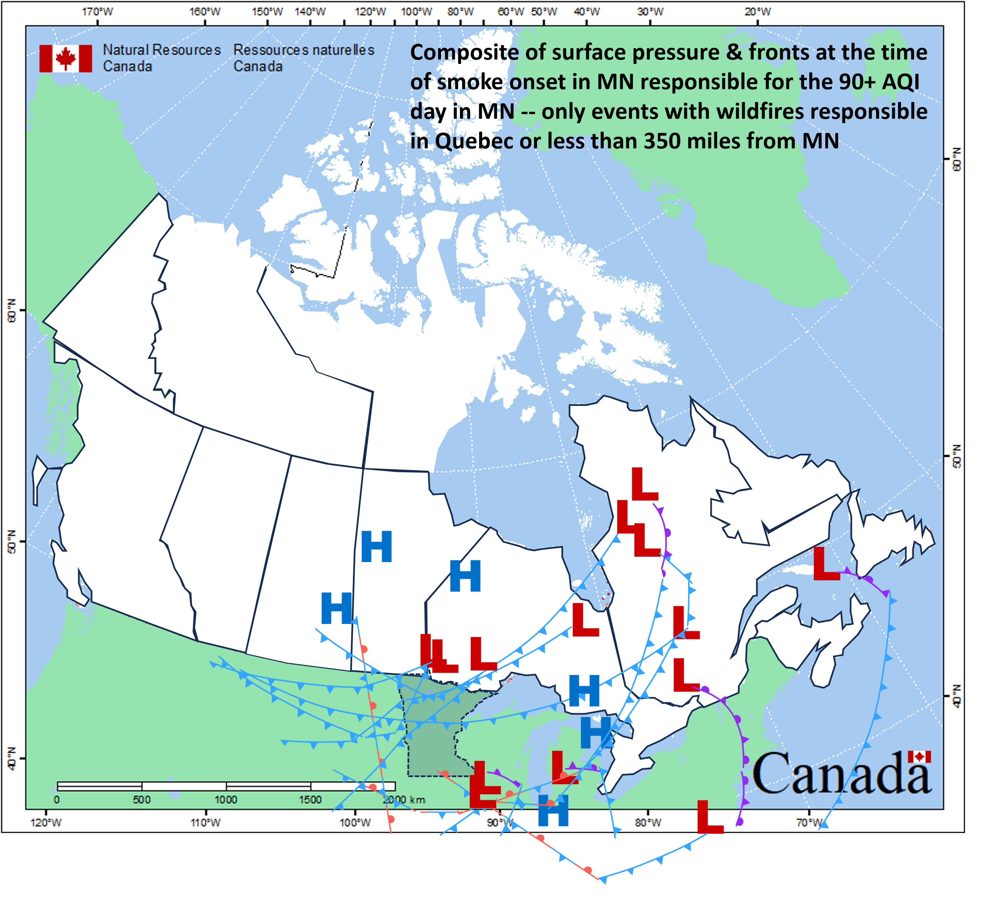 170°W 160°W 150°W 140°W 120°W 100°W 80°W 60°W 50°W 40°W 30°W 20°W
Natural Resources Ressources naturelles
Canada Canada
Composite of surface pressure & fronts at the time
of smoke onset in MN responsible for the 90+ AQI
day in MN -- only events with wildfires responsible
in Quebec or less than 350 miles from MN
60°N
60°N
50°N
50°N
40°N
40°N
L
L
L
H
L
H
H
L
L
L
L
L
L
H
H
L
L
L
H
L
Canada
0 500 1000 1500 2000 km
120°W 110°W 100°W 90°W 80°W 70°W